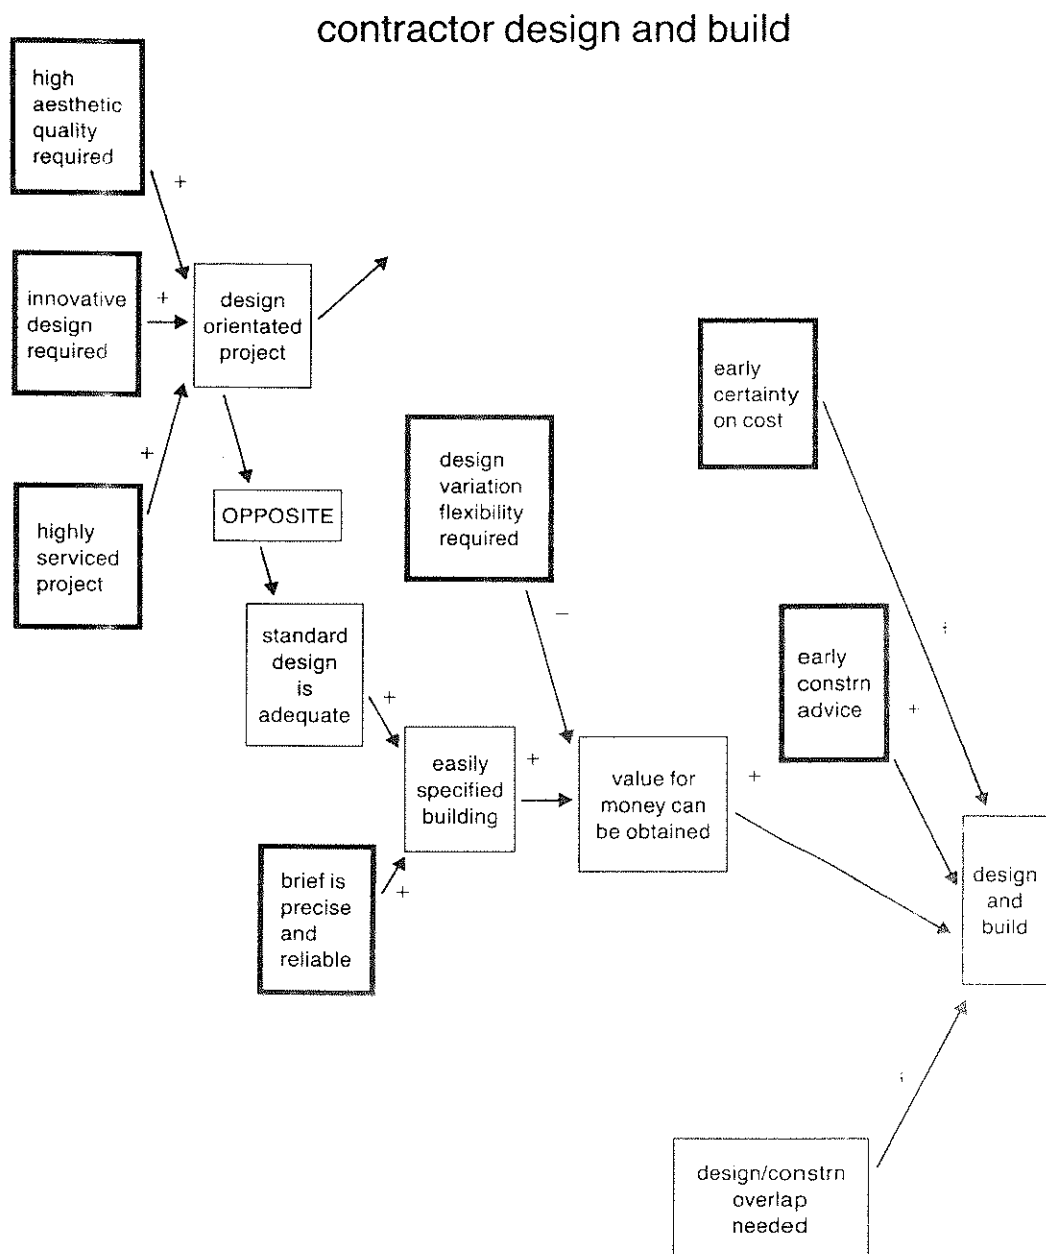 contractor design and build
high
aesthetic
quality
required
+
innovative
design
required
+
design
orientated
project
highly
serviced
project
+
OPPOSITE
standard
design
is
adequate
+
design
variation
flexibility
required
−
early
certainty
on cost
early
constrn
advice
+
easily
specified
building
+
brief is
precise
and
reliable
+
value for
money can
be obtained
+
design
and
build
design/constrn
overlap
needed